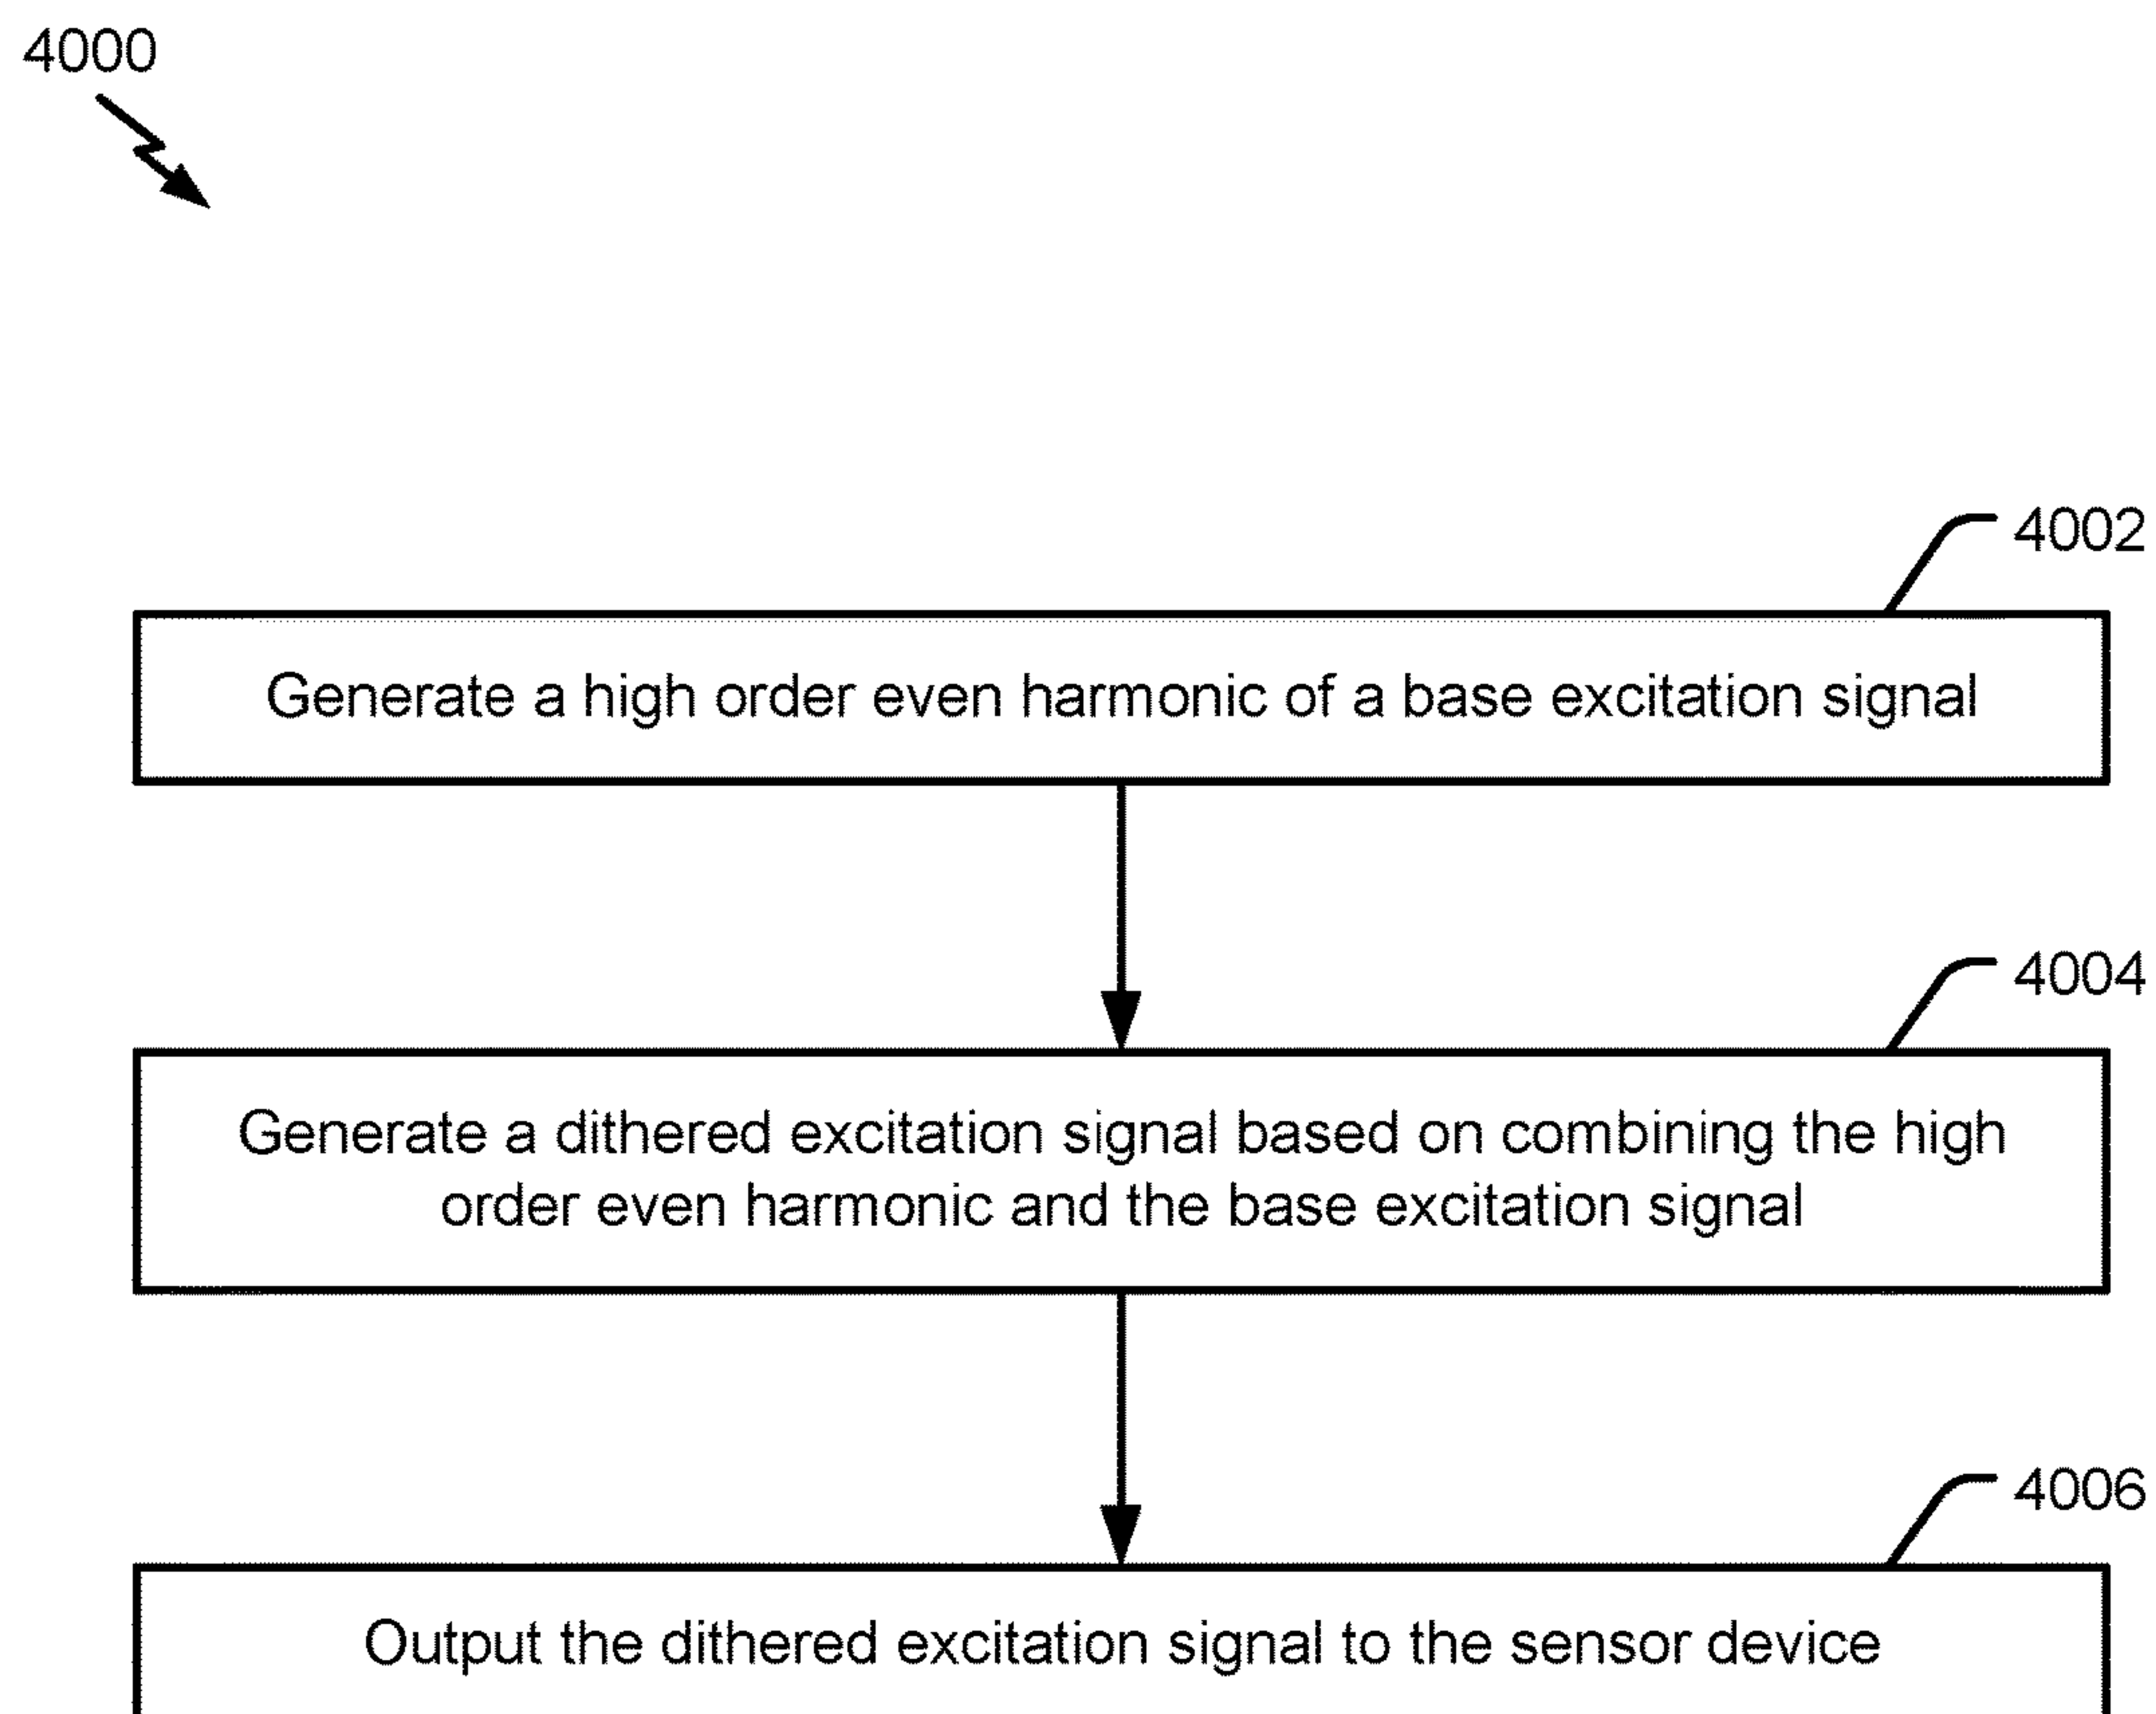 4000
4002
Generate a high order even harmonic of a base excitation signal
4004
Generate a dithered excitation signal based on combining the high
order even harmonic and the base excitation signal
4006
Output the dithered excitation signal to the sensor device